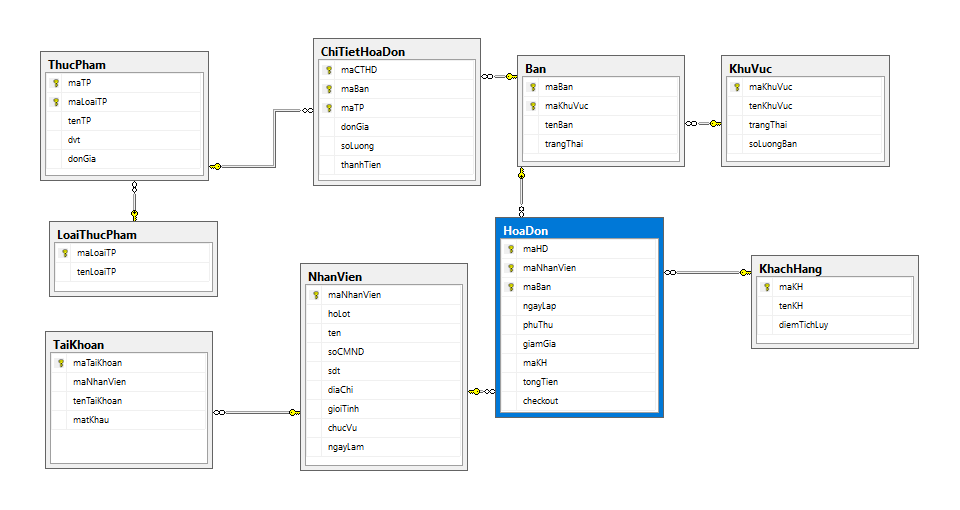 ThucPham
maTP
maLoaiTP
tenTP
dvt
donGia
ChiTietHoaDon
maCTHD
maBan
maTP
donGia
soLuong
thanhTien
Ban
maBan
maKhuVuc
tenBan
trangThai
KhuVuc
maKhuVuc
tenKhuVuc
trangThai
soLuongBan
LoaiThucPham
maLoaiTP
tenLoaiTP
NhanVien
maNhanVien
hoLot
ten
soCMND
sdt
diaChi
gioiTinh
chucVu
ngayLam
HoaDon
maHD
maNhanVien
maBan
ngayLap
phuThu
giamGia
maKH
tongTien
checkout
KhachHang
maKH
tenKH
diemTichLuy
TaiKhoan
maTaiKhoan
maNhanVien
tenTaiKhoan
matKhau